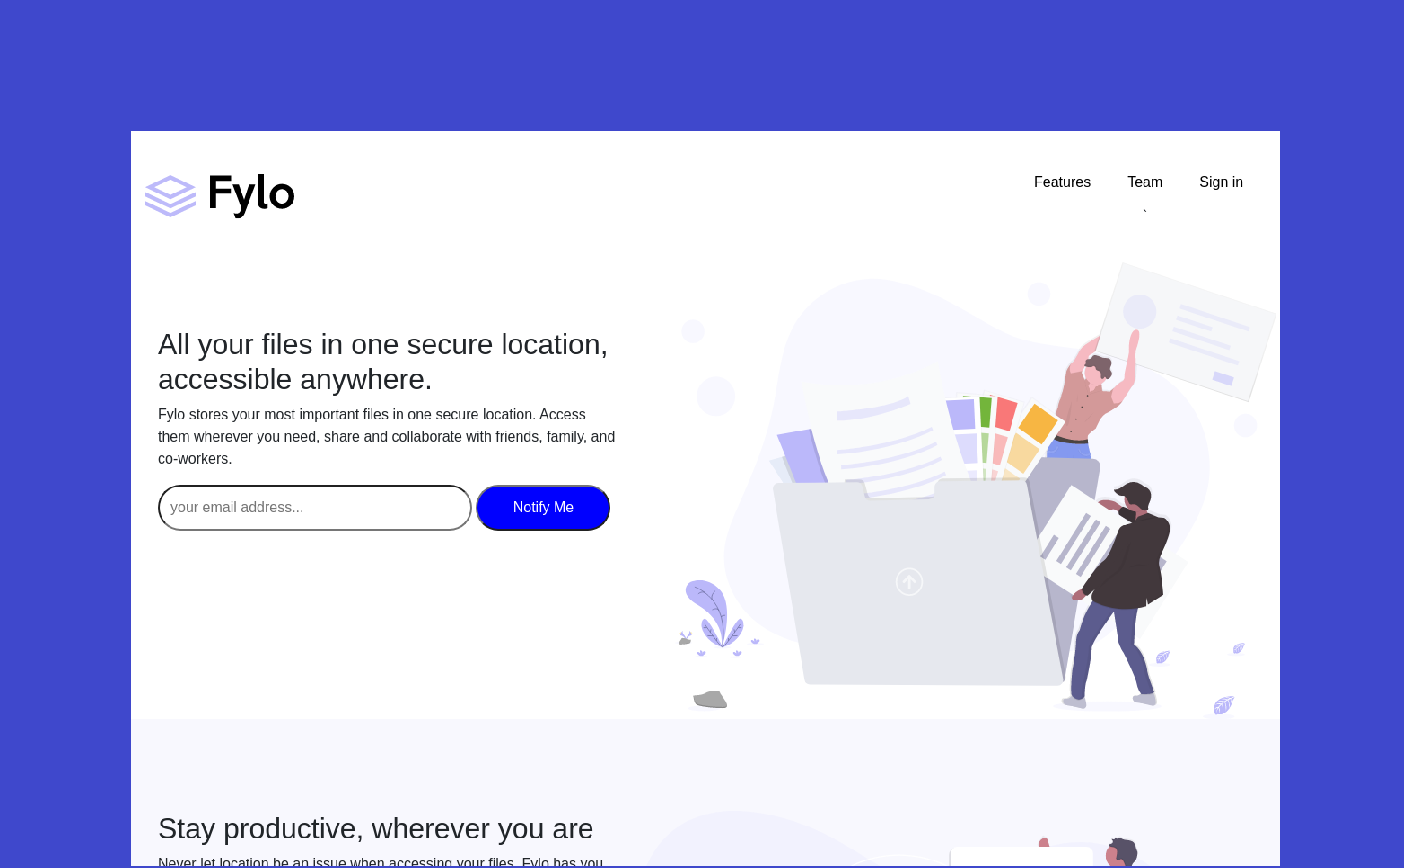 Fylo
Features Team Sign in
All your files in one secure location,
accessible anywhere.
Fylo stores your most important files in one secure location. Access
them wherever you need, share and collaborate with friends, family, and
co-workers.
your email address... Notify Me
Stay productive, wherever you are
Never let location be an issue when accessing your files. Fylo has you